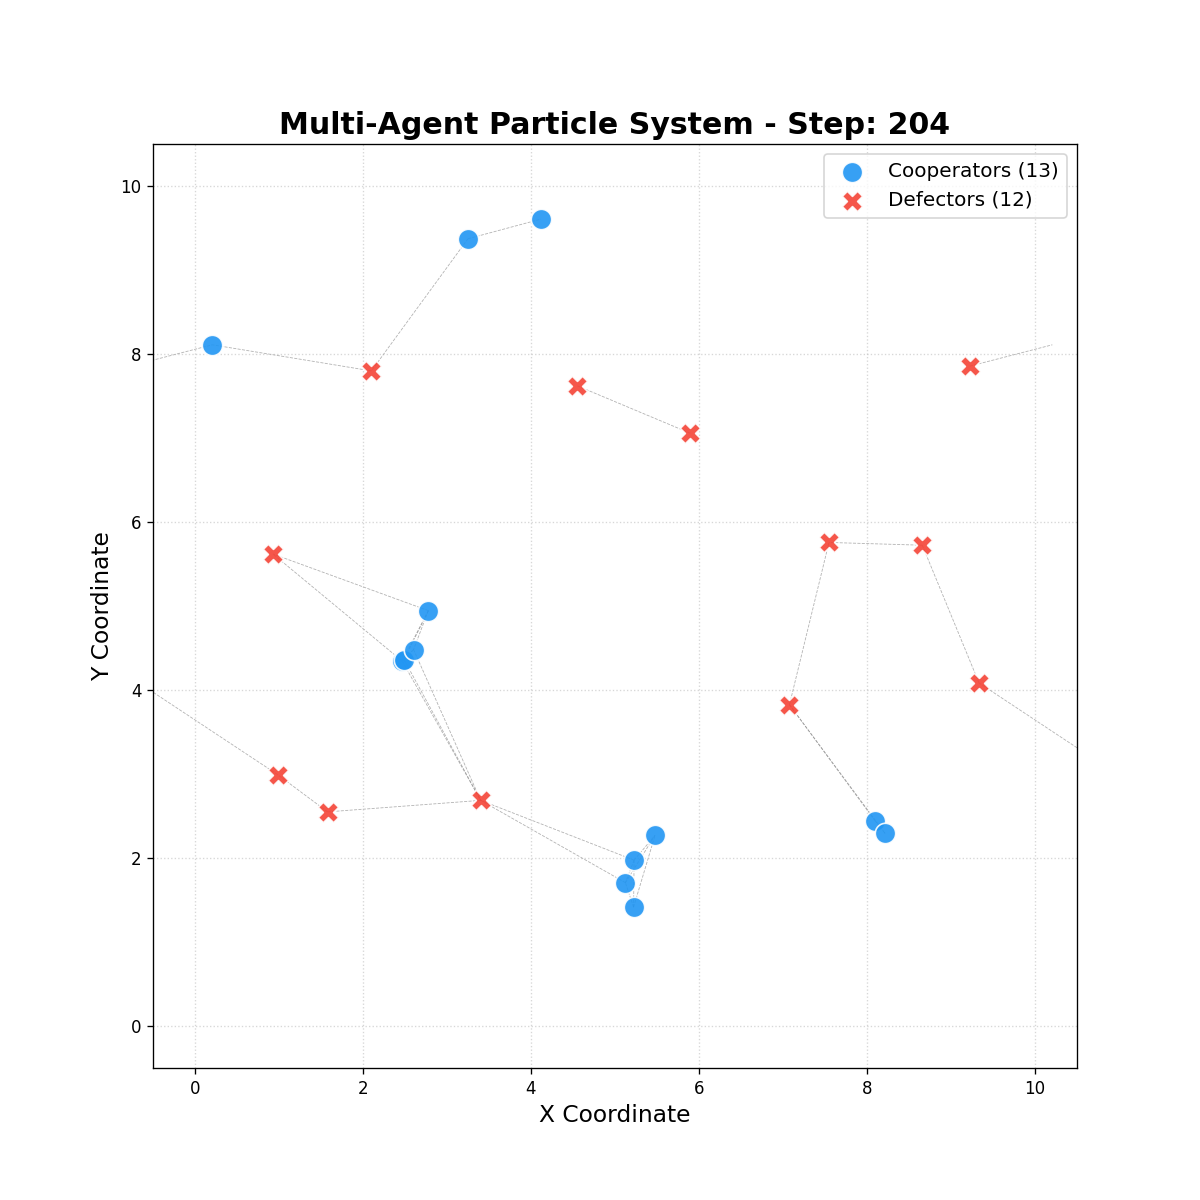 Multi-Agent Particle System - Step: 204
Cooperators (13)
Defectors (12)
10
8
6
4
2
0
Y Coordinate
0 2 4 6 8 10
X Coordinate